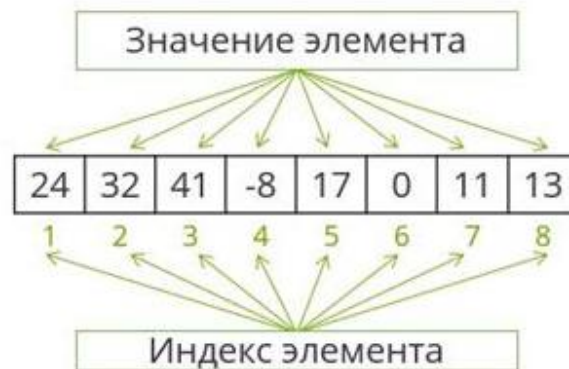 Значение элемента
24 32 41 -8 17 0 11 13
1 2 3 4 5 6 7 8
Индекс элемента